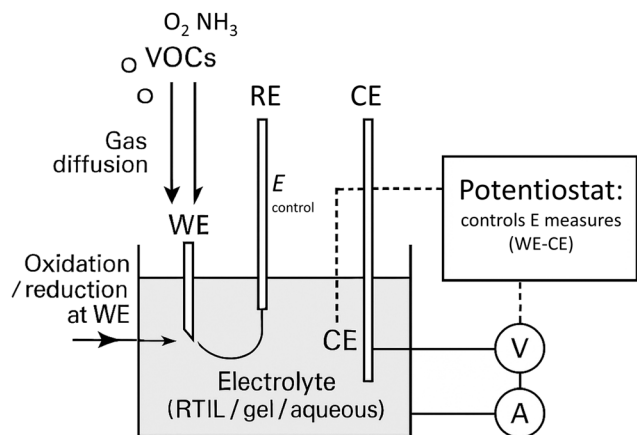 O₂ NH₃
VOCs
Gas
diffusion
WE
RE
E
control
CE
Potentiostat:
controls E measures
(WE-CE)
Oxidation
/ reduction
at WE
CE
V
Electrolyte
(RTIL / gel / aqueous)
A